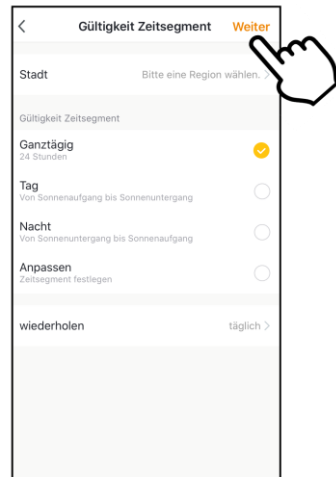 Gültigkeit Zeitsegment Weiter
Stadt Bitte eine Region wählen.
Gültigkeit Zeitsegment
Ganztägig
24 Stunden
Tag
Von Sonnenaufgang bis Sonnenuntergang
Nacht
Von Sonnenuntergang bis Sonnenaufgang
Anpassen
Zeitsegment festlegen
wiederholen täglich